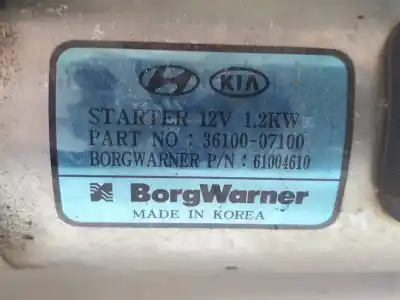 KIA
STARTER 12V 1.2KW
PART NO : 36100-07100
BORGWARNER P/N : 61004610
BorgWarner
MADE IN KOREA